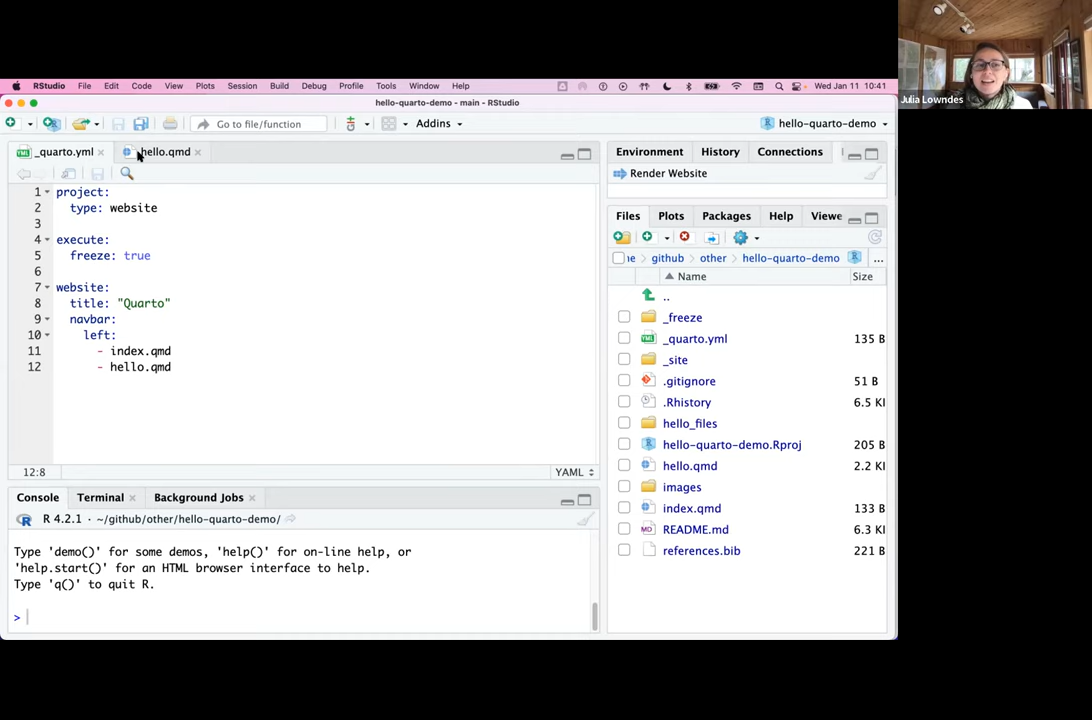 RStudio File Edit Code View Plots Session Build Debug Profile Tools Window Help Wed Jan 11 10:41
Julia Lowndes
hello-quarto-demo - main - RStudio
Go to file/function Addins hello-quarto-demo
_quarto.yml hello.qmd
1 project:
2 type: website
3
4 execute:
5 freeze: true
6
7 website:
8 title: "Quarto"
9 navbar:
10 left:
11 - index.qmd
12 - hello.qmd
12:8 YAML
Console Terminal Background Jobs
R 4.2.1 · ~/github/other/hello-quarto-demo/
Type 'demo()' for some demos, 'help()' for on-line help, or
'help.start()' for an HTML browser interface to help.
Type 'q()' to quit R.
>
Environment History Connections
Render Website
Files Plots Packages Help Viewe
github > other > hello-quarto-demo ...
Name Size
..
_freeze
_quarto.yml 135 B
_site
.gitignore 51 B
.Rhistory 6.5 KI
hello_files
hello-quarto-demo.Rproj 205 B
hello.qmd 2.2 KI
images
index.qmd 133 B
README.md 6.3 KI
references.bib 221 B